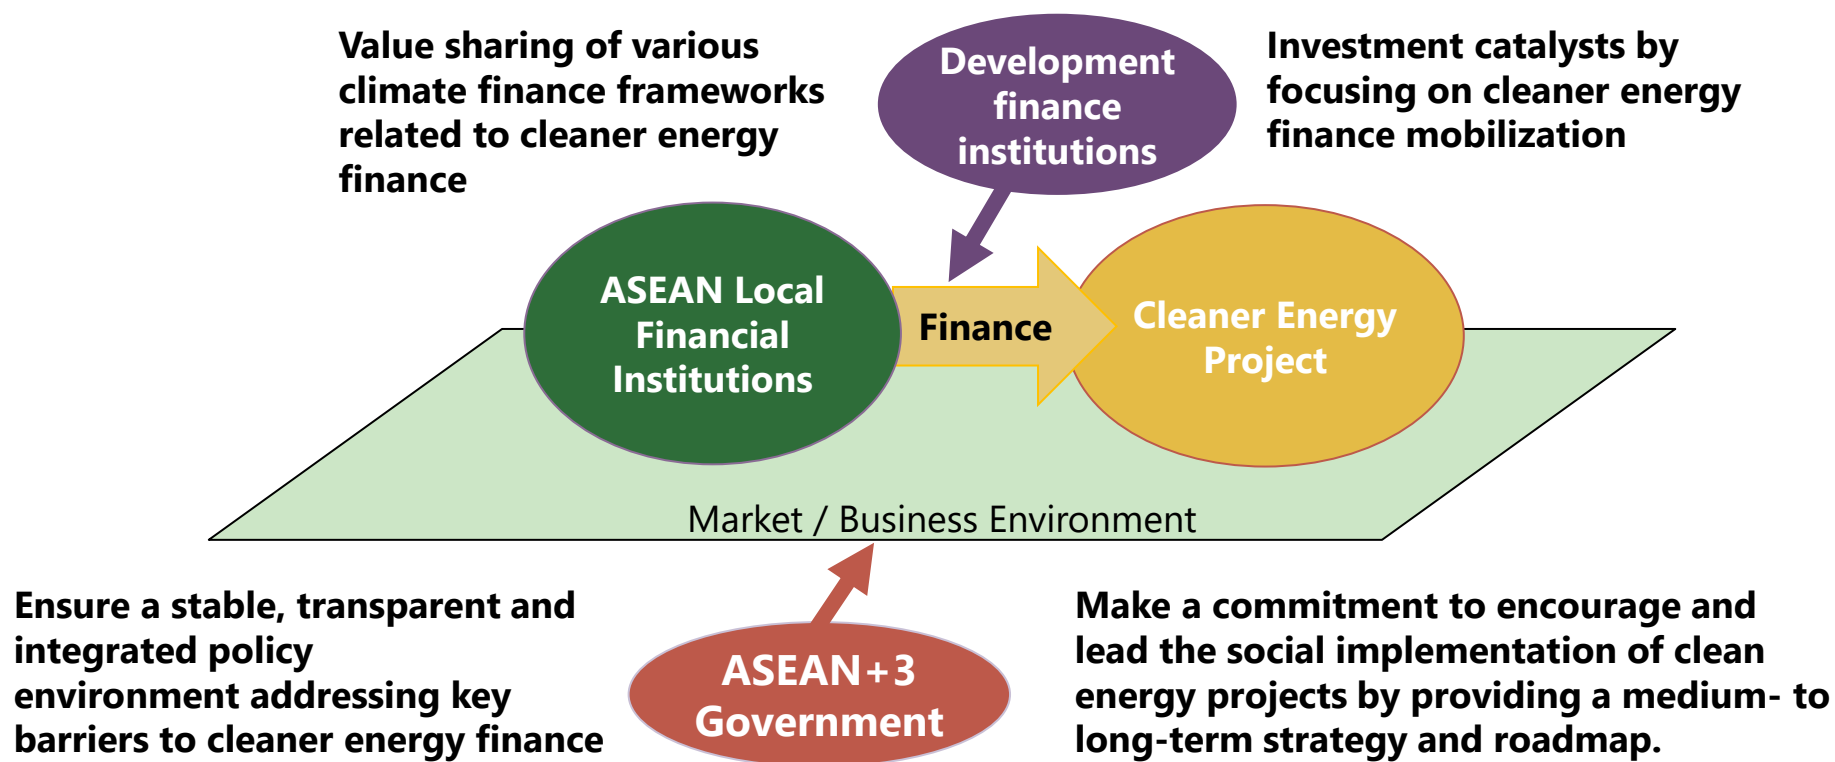 Value sharing of various
climate finance frameworks
related to cleaner energy
finance
Development
finance
institutions
Investment catalysts by
focusing on cleaner energy
finance mobilization
ASEAN Local
Financial
Institutions
Finance
Cleaner Energy
Project
Market / Business Environment
Ensure a stable, transparent and
integrated policy
environment addressing key
barriers to cleaner energy finance
ASEAN+3
Government
Make a commitment to encourage and
lead the social implementation of clean
energy projects by providing a medium- to
long-term strategy and roadmap.